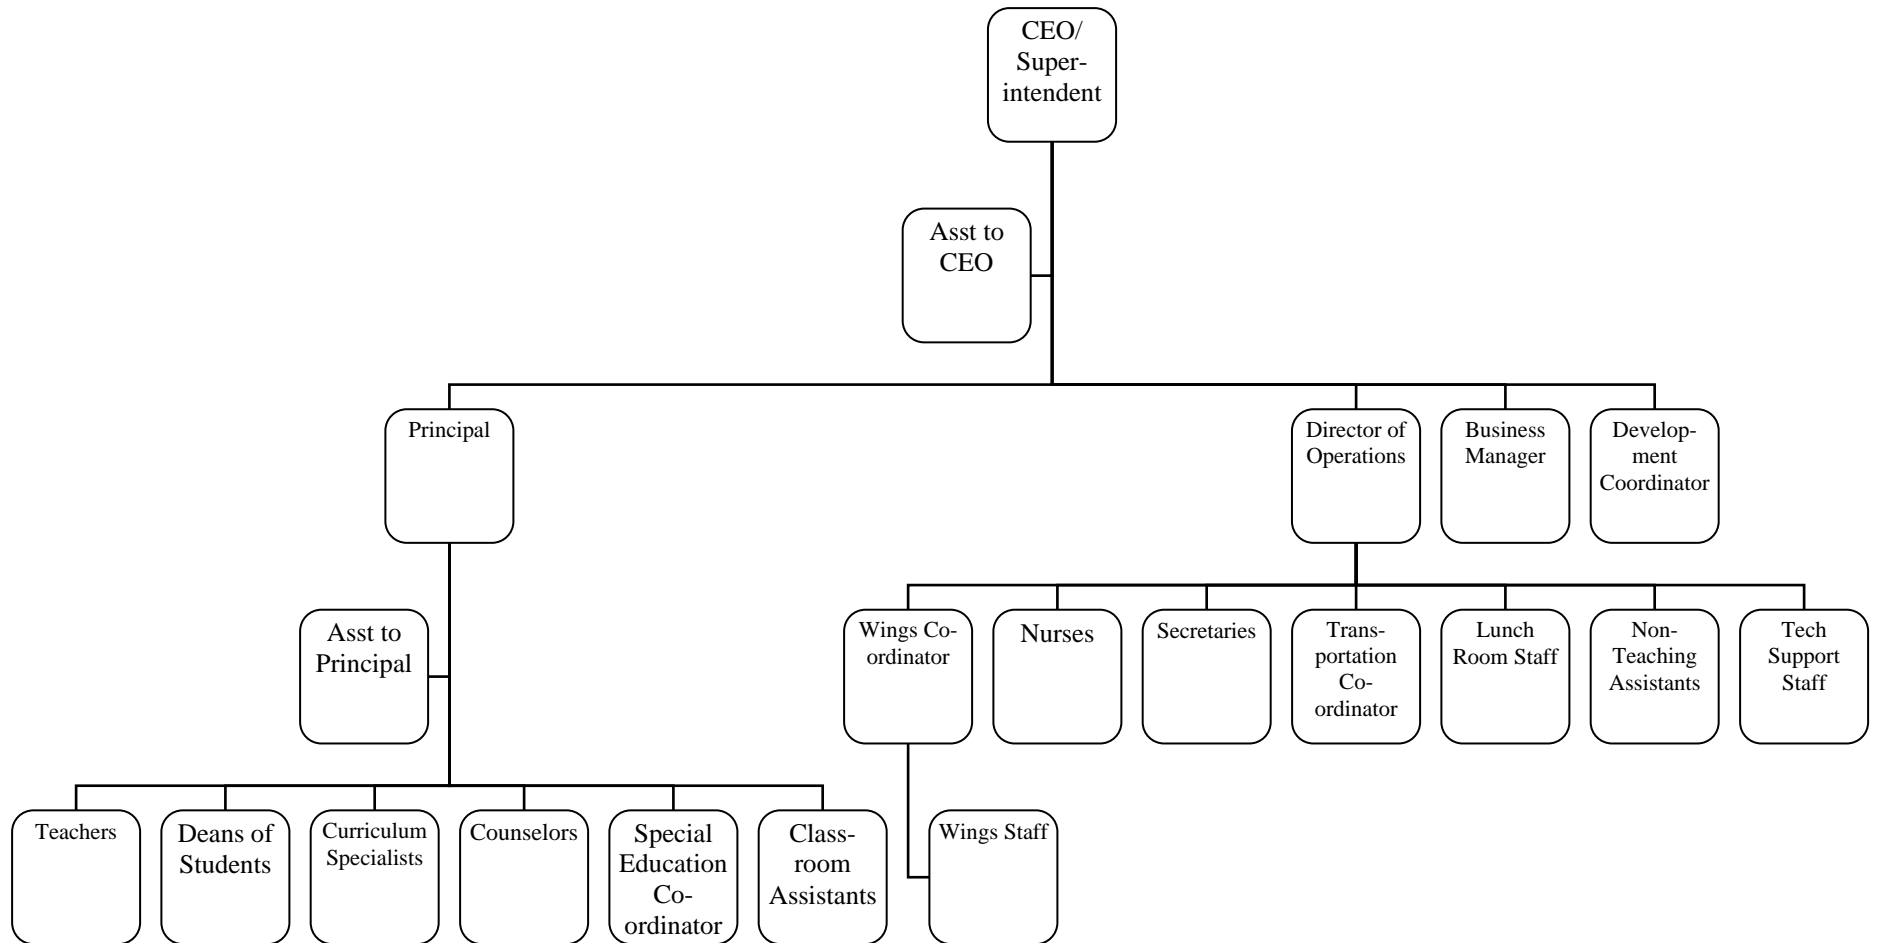 CEO/
Super-
intendent
Asst to
CEO
Principal
Director of
Operations
Business
Manager
Develop-
ment
Coordinator
Asst to
Principal
Wings Co-
ordinator
Nurses
Secretaries
Trans-
portation
Co-
ordinator
Lunch
Room Staff
Non-
Teaching
Assistants
Tech
Support
Staff
Teachers
Deans of
Students
Curriculum
Specialists
Counselors
Special
Education
Co-
ordinator
Class-
room
Assistants
Wings Staff